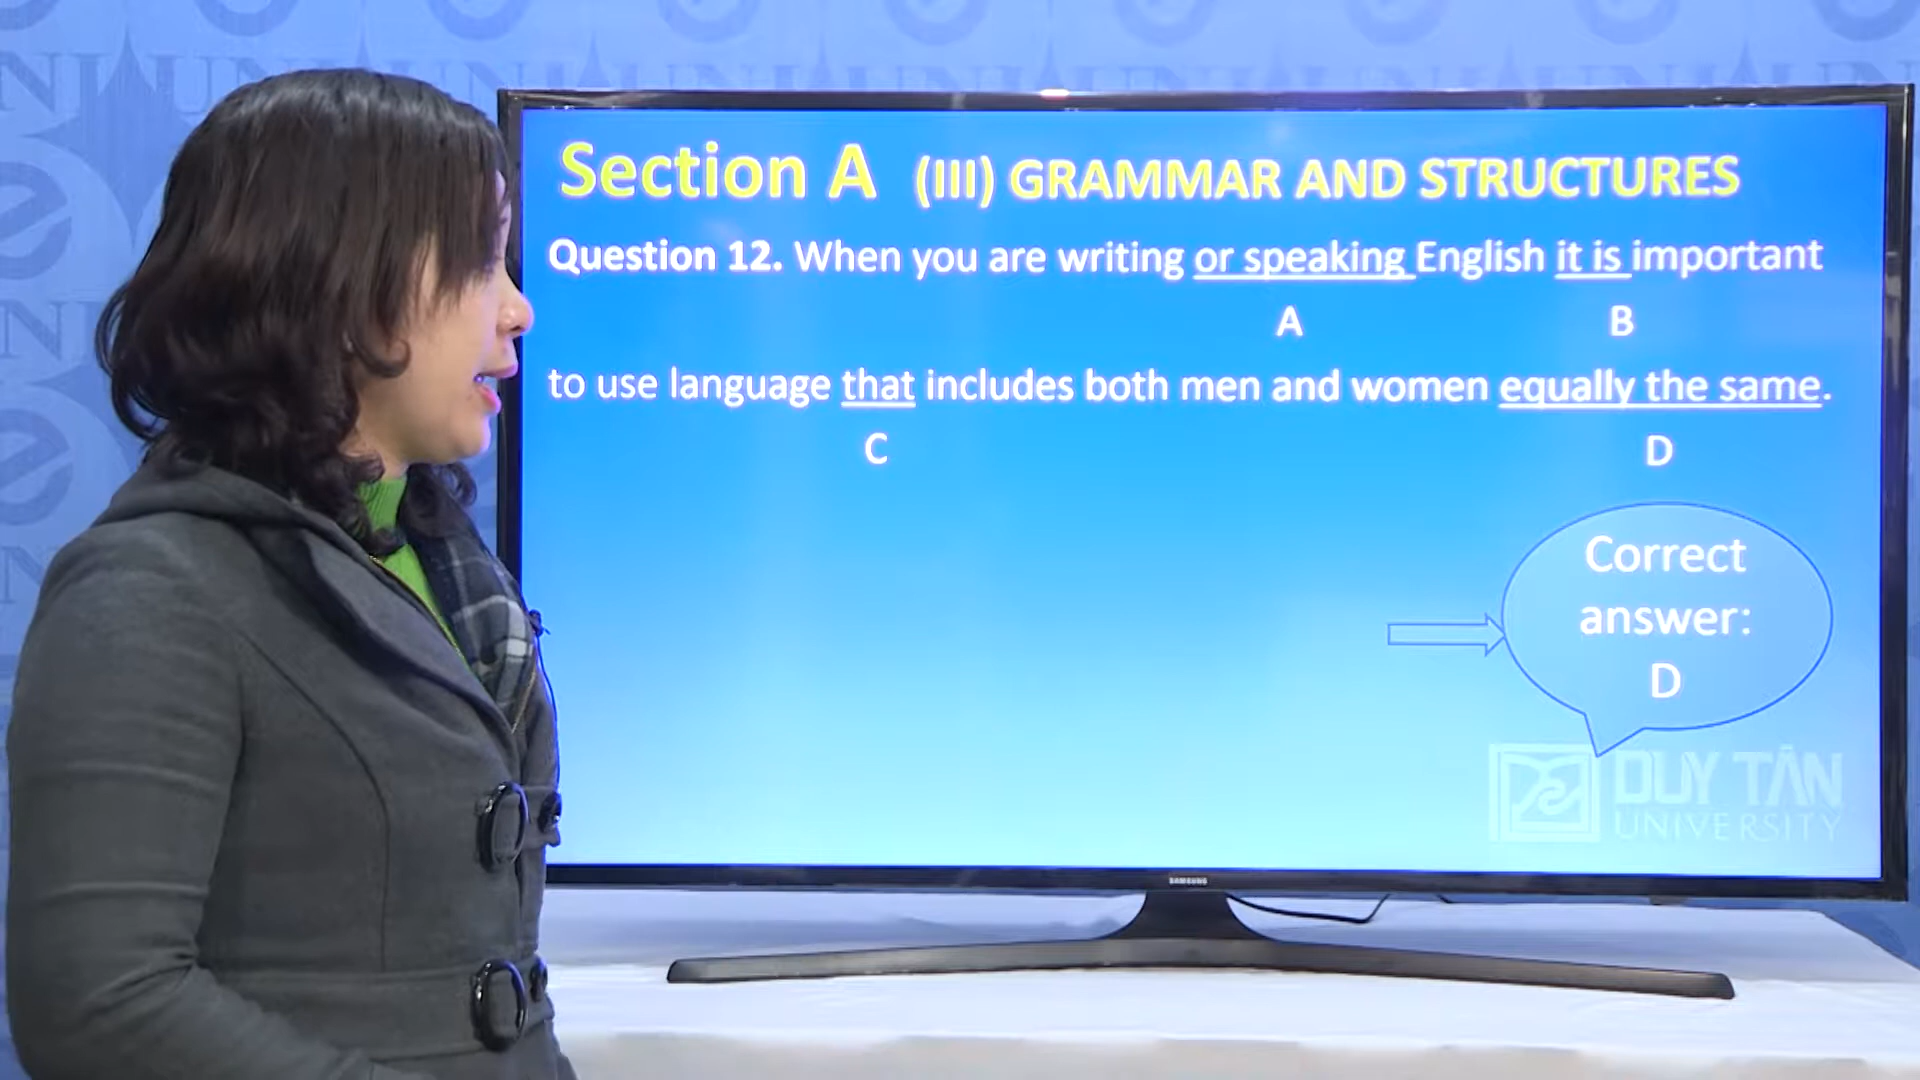 Section A (III) GRAMMAR AND STRUCTURES
Question 12. When you are writing or speaking English it is important
A B
to use language that includes both men and women equally the same.
C D
Correct
answer:
D
DUY TÂN
UNIVERSITY
SAMSUNG